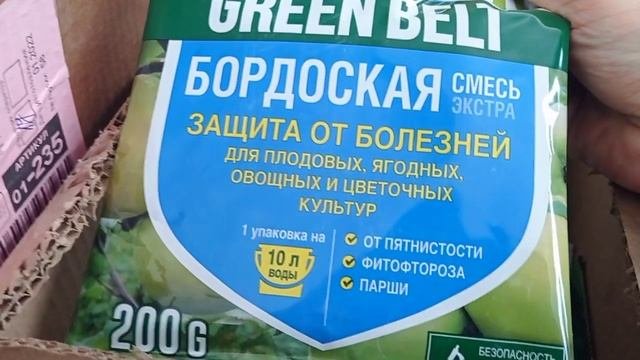 GREEN BELT
БОРДОСКАЯ СМЕСЬ
ЭКСТРА
ЗАЩИТА ОТ БОЛЕЗНЕЙ
ДЛЯ ПЛОДОВЫХ, ЯГОДНЫХ,
ОВОЩНЫХ И ЦВЕТОЧНЫХ
КУЛЬТУР
1 упаковка на
10 л
ВОДЫ
ОТ ПЯТНИСТОСТИ
ФИТОФТОРОЗА
ПАРШИ
200 G
БЕЗОПАСНОСТЬ
АРТИКУЛ
01-235